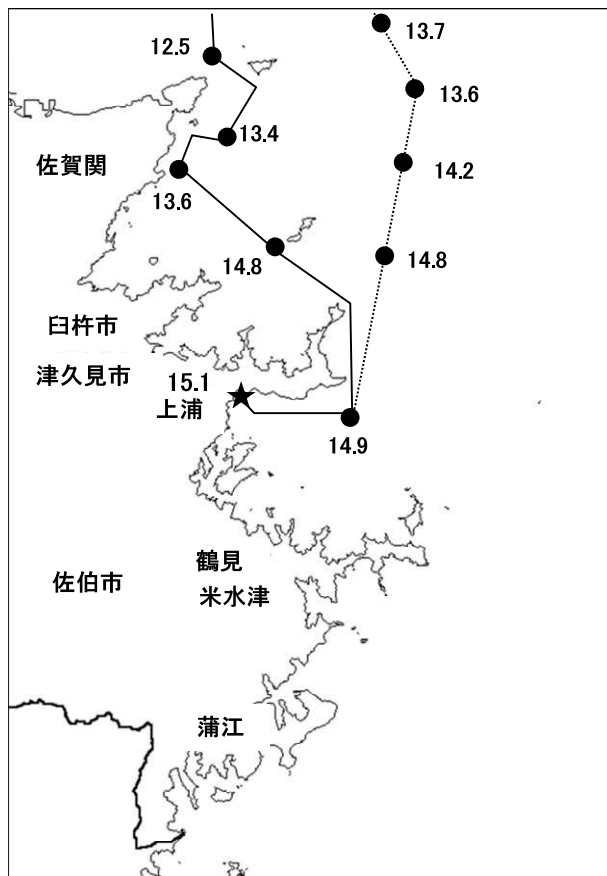 13.7
12.5
13.6
13.4
佐賀関
14.2
13.6
14.8
14.8
臼杵市
津久見市
15.1
上浦
14.9
鶴見
佐伯市
米水津
蒲江